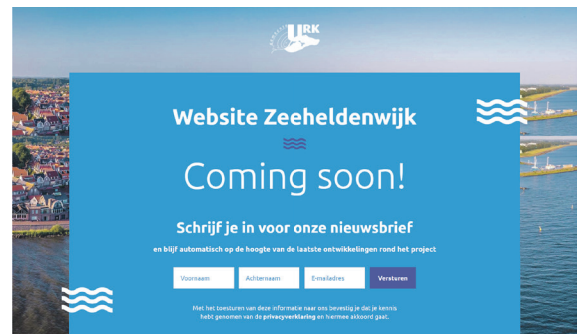 URK
Website Zeeheldenwijk
Coming soon!
Schrijf je in voor onze nieuwsbrief
en blijf automatisch op de hoogte van de laatste ontwikkelingen rond het project
Voornaam Achternaam E-mailadres Versturen
Met het toesturen van deze informatie naar ons bevestig je dat je kennis
hebt genomen van de privacyverklaring en hiermee akkoord gaat.